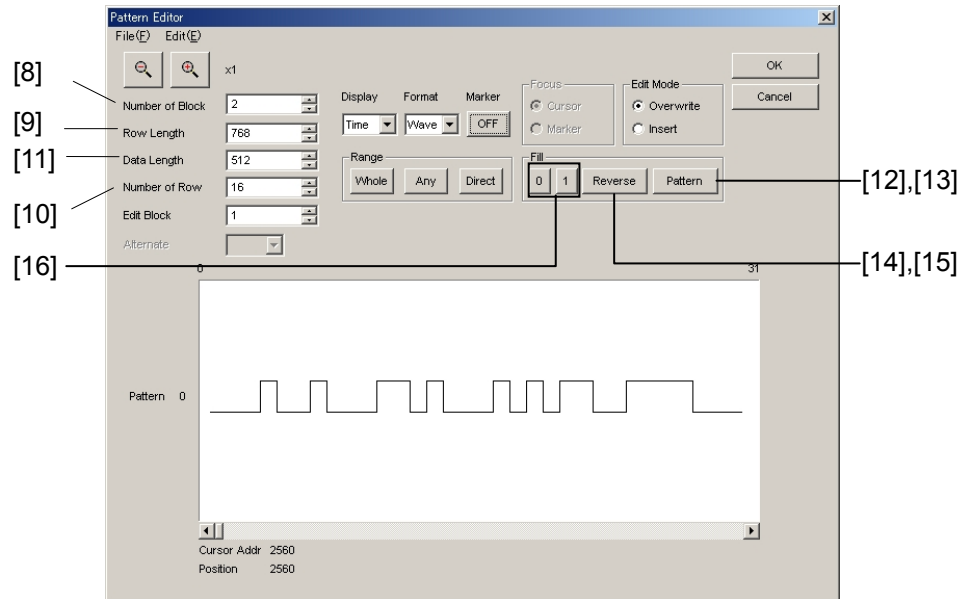 Pattern Editor
File(F) Edit(E)
x1
OK
Cancel
[8]
Number of Block 2
[9]
Row Length 768
[11]
Data Length 512
[10]
Number of Row 16
Edit Block 1
Alternate
[16]
Display Format Marker
Time Wave OFF
Focus
Cursor
Marker
Edit Mode
Overwrite
Insert
Range
Whole Any Direct
Fill
0 1 Reverse Pattern
[12],[13]
[14],[15]
0 31
Pattern 0
Cursor Addr 2560
Position 2560